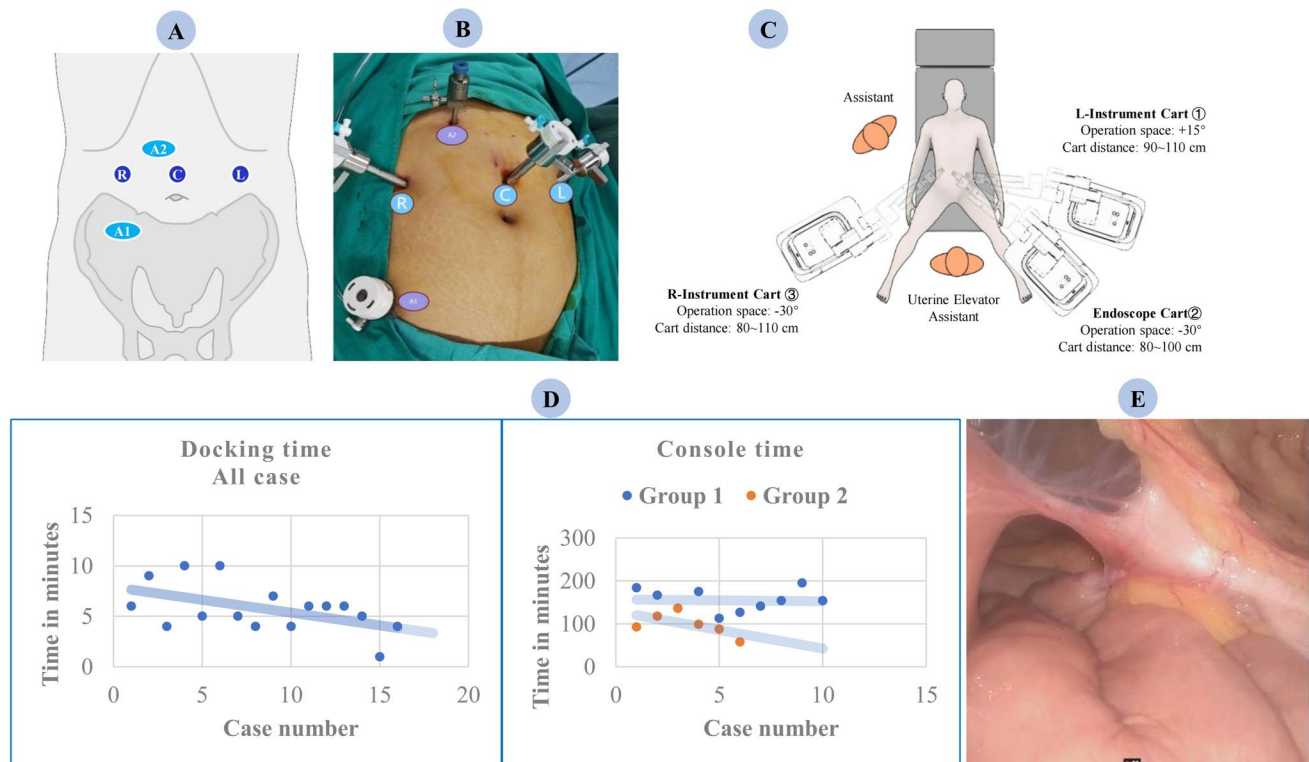 A
B
C
A2
R
C
L
A1
A2
R
C
L
A1
Assistant
L-Instrument Cart ①
Operation space: +15°
Cart distance: 90~110 cm
R-Instrument Cart ③
Operation space: -30°
Cart distance: 80~110 cm
Uterine Elevator
Assistant
Endoscope Cart②
Operation space: -30°
Cart distance: 80~100 cm
D
E
Docking time
All case
Time in minutes
15
10
5
0
0 5 10 15 20
Case number
Console time
Group 1 Group 2
Time in minutes
300
200
100
0
0 5 10 15
Case number